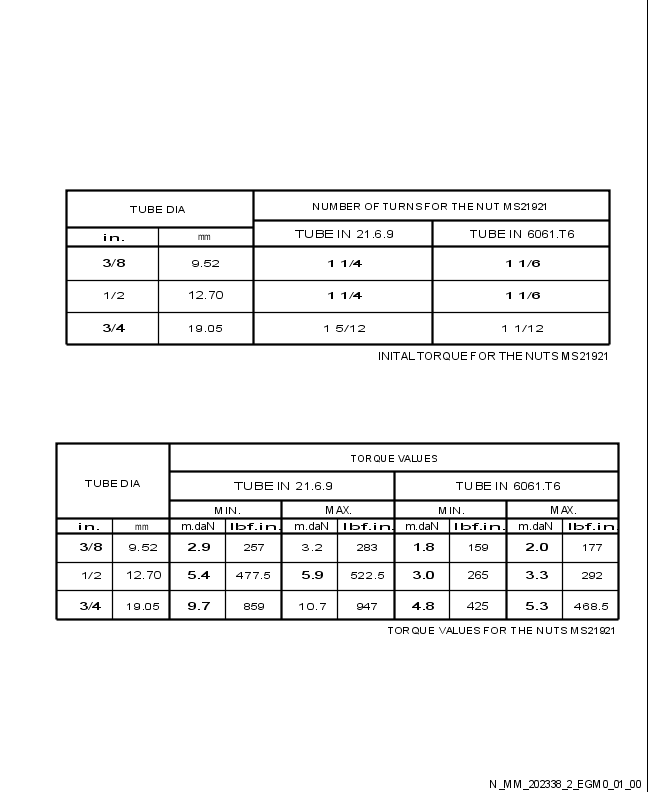 TUBE DIA NUMBER OF TURNS FOR THE NUT MS21921
in. mm TUBE IN 21.6.9 TUBE IN 6061.T6
3/8 9.52 1 1/4 1 1/6
1/2 12.70 1 1/4 1 1/6
3/4 19.05 1 5/12 1 1/12
INITAL TORQUE FOR THE NUTS MS21921
TORQUE VALUES
TUBE DIA TUBE IN 21.6.9 TUBE IN 6061.T6
MIN. MAX. MIN. MAX.
in. mm m.daN lbf.in. m.daN lbf.in. m.daN lbf.in. m.daN lbf.in.
3/8 9.52 2.9 257 3.2 283 1.8 159 2.0 177
1/2 12.70 5.4 477.5 5.9 522.5 3.0 265 3.3 292
3/4 19.05 9.7 859 10.7 947 4.8 425 5.3 468.5
TORQUE VALUES FOR THE NUTS MS21921
N_MM_202338_2_EGM0_01_00